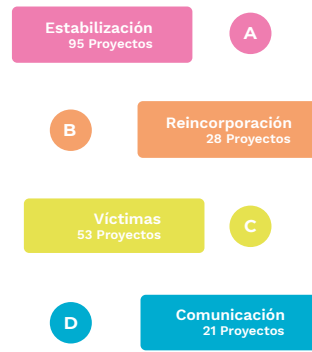 Estabilización
95 Proyectos
A
B
Reincorporación
28 Proyectos
Víctimas
53 Proyectos
C
D
Comunicación
21 Proyectos